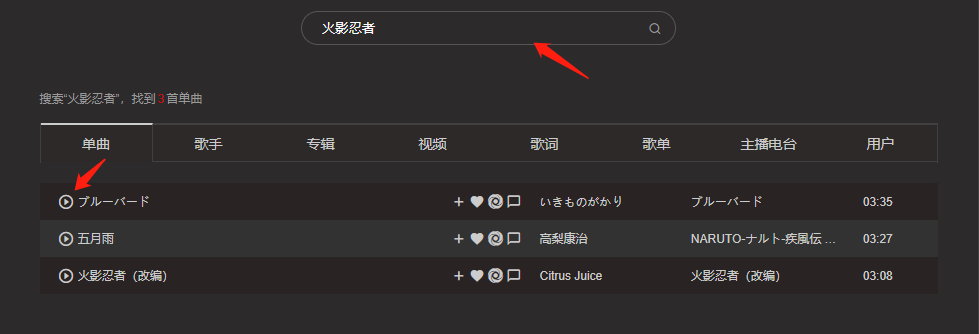 火影忍者
搜索“火影忍者”，找到 3 首单曲
单曲 歌手 专辑 视频 歌词 歌单 主播电台 用户
ブルーバード いきものがかり ブルーバード 03:35
五月雨 高梨康治 NARUTO-ナルト-疾風伝 ... 03:27
火影忍者（改编） Citrus Juice 火影忍者（改编） 03:08